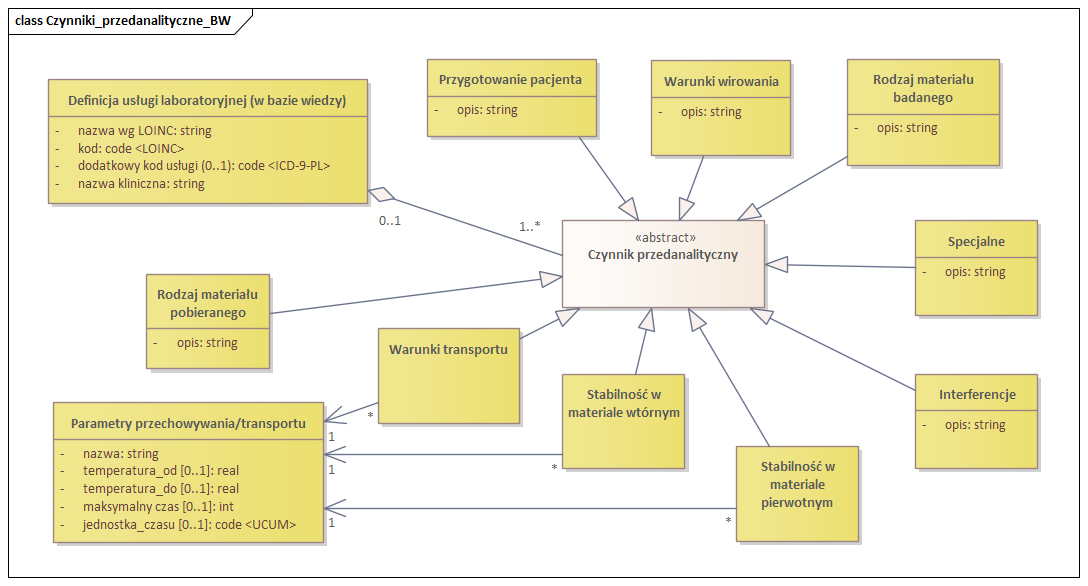 class Czynniki_przedanalityczne_BW
Definicja usługi laboratoryjnej (w bazie wiedzy)
- nazwa wg LOINC: string
- kod: code <LOINC>
- dodatkowy kod usługi (0..1): code <ICD-9-PL>
- nazwa kliniczna: string
Przygotowanie pacjenta
- opis: string
Warunki wirowania
- opis: string
Rodzaj materiału
badanego
- opis: string
0..1
1..*
«abstract»
Czynnik przedanalityczny
Specjalne
- opis: string
Rodzaj materiału
pobieranego
- opis: string
Warunki transportu
Stabilność w
materiale wtórnym
Interferencje
- opis: string
Parametry przechowywania/transportu
- nazwa: string
- temperatura_od [0..1]: real
- temperatura_do [0..1]: real
- maksymalny czas [0..1]: int
- jednostka_czasu [0..1]: code <UCUM>
Stabilność w
materiale
pierwotnym
*
1
*
1
*
1